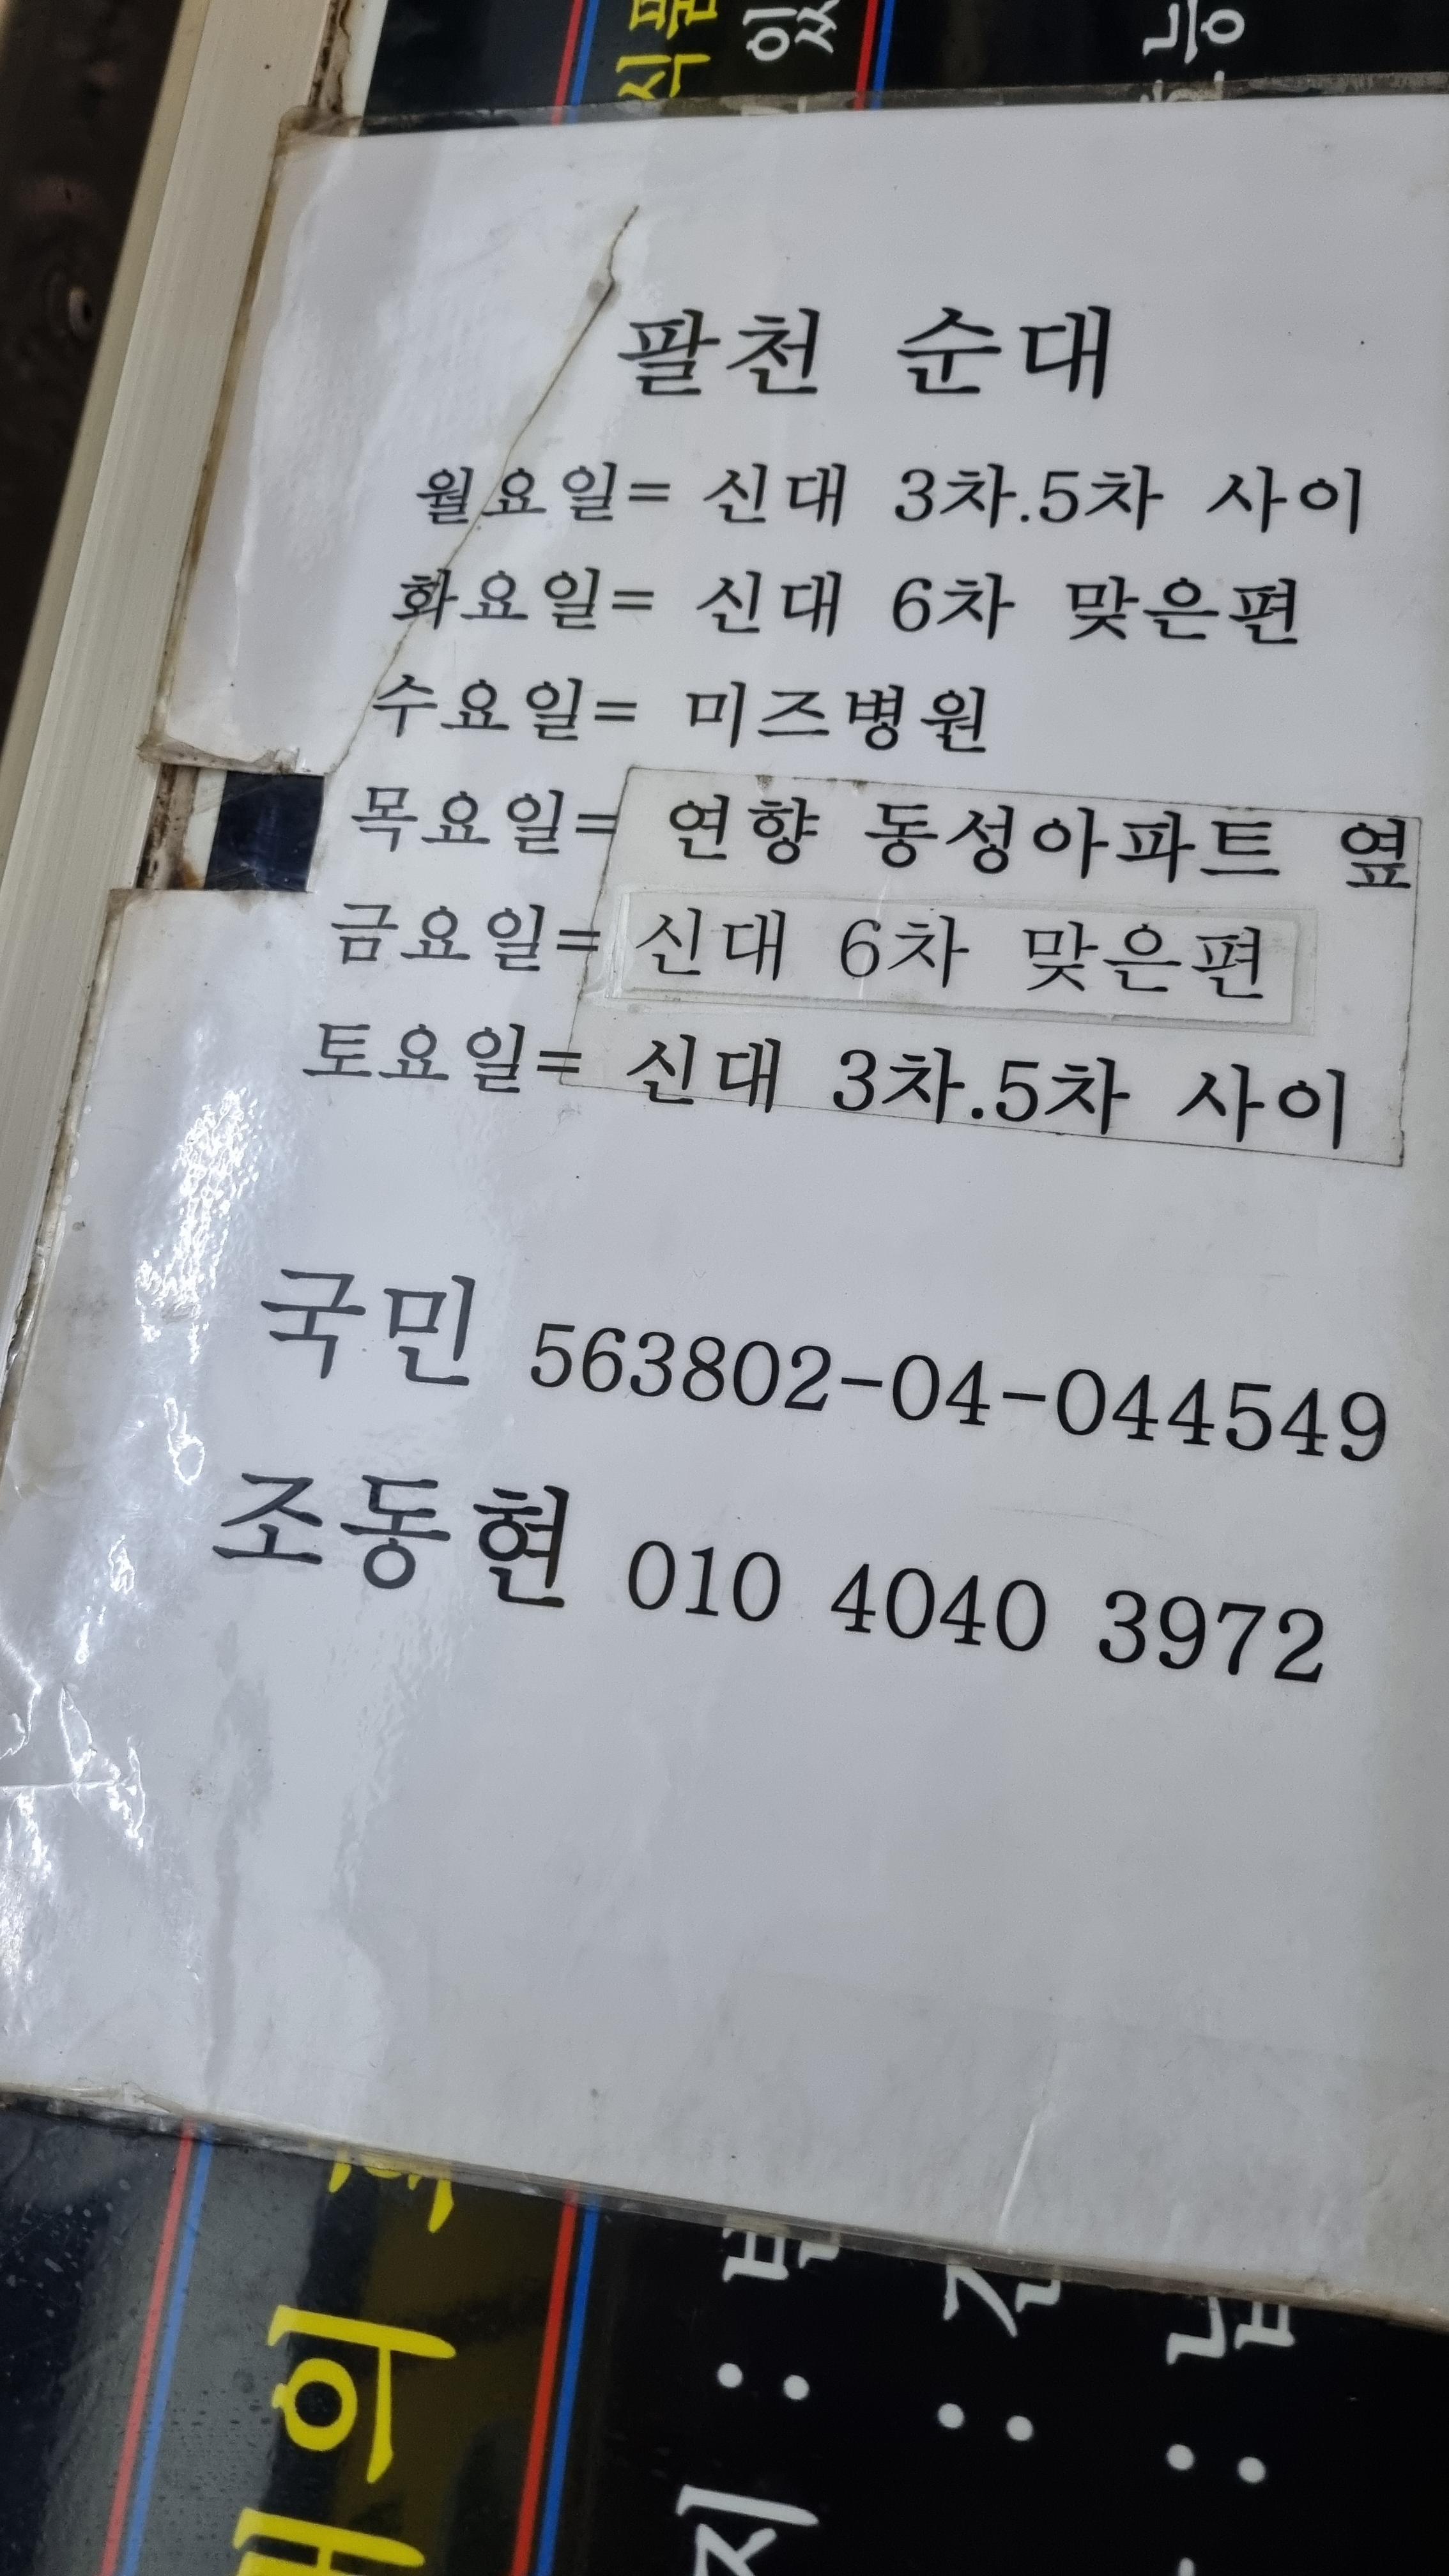 팔천 순대
월요일= 신대 3차.5차 사이
화요일= 신대 6차 맞은편
수요일= 미즈병원
목요일= 연향 동성아파트 옆
금요일= 신대 6차 맞은편
토요일= 신대 3차.5차 사이
국민 563802-04-044549
조동현 010 4040 3972
의